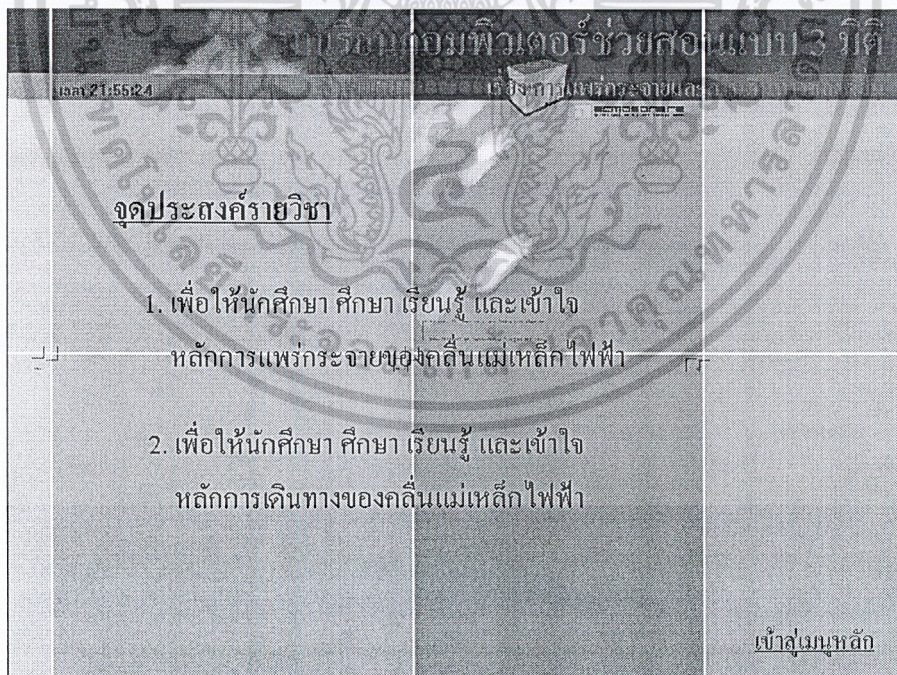 คอมพิวเตอร์ช่วยสอนแบบ 3 มิติ
เวลา 21:55:24
เรื่อง การแพร่กระจายและ
จุดประสงค์รายวิชา
1. เพื่อให้นักศึกษา ศึกษา เรียนรู้ และเข้าใจ
หลักการแพร่กระจายของคลื่นแม่เหล็กไฟฟ้า
2. เพื่อให้นักศึกษา ศึกษา เรียนรู้ และเข้าใจ
หลักการเดินทางของคลื่นแม่เหล็กไฟฟ้า
เข้าสู่เมนูหลัก